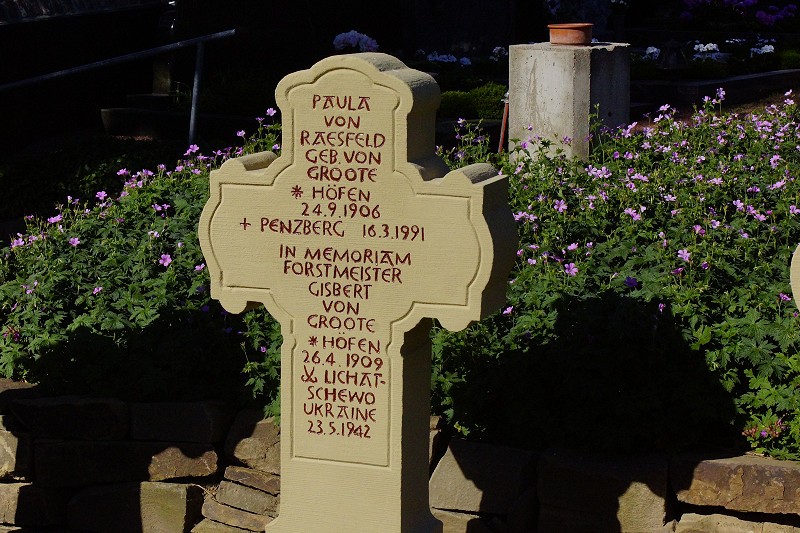 PAULA
VON
RAESFELD
GEB. VON
GROOTE
* HÖFEN
24.9.1906
+ PENZBERG 16.3.1991
IN MEMORIAM
FORSTMEISTER
GISBERT
VON
GROOTE
* HÖFEN
26.4.1909
LICHAT-
SCHEWO
UKRAINE
23.5.1942